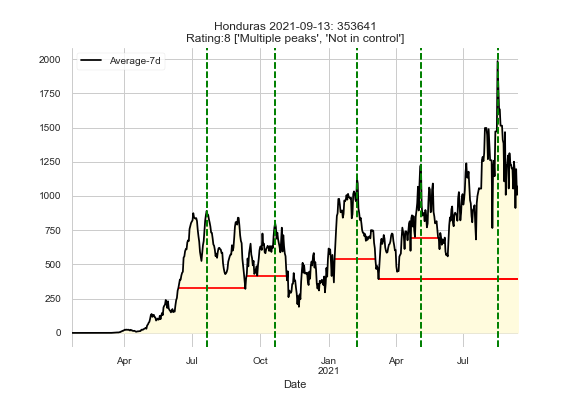 Honduras 2021-09-13: 353641
Rating:8 ['Multiple peaks', 'Not in control']
2000
1750
1500
1250
1000
750
500
250
0
Average-7d
Apr
Jul
Oct
Jan
2021
Apr
Jul
Date